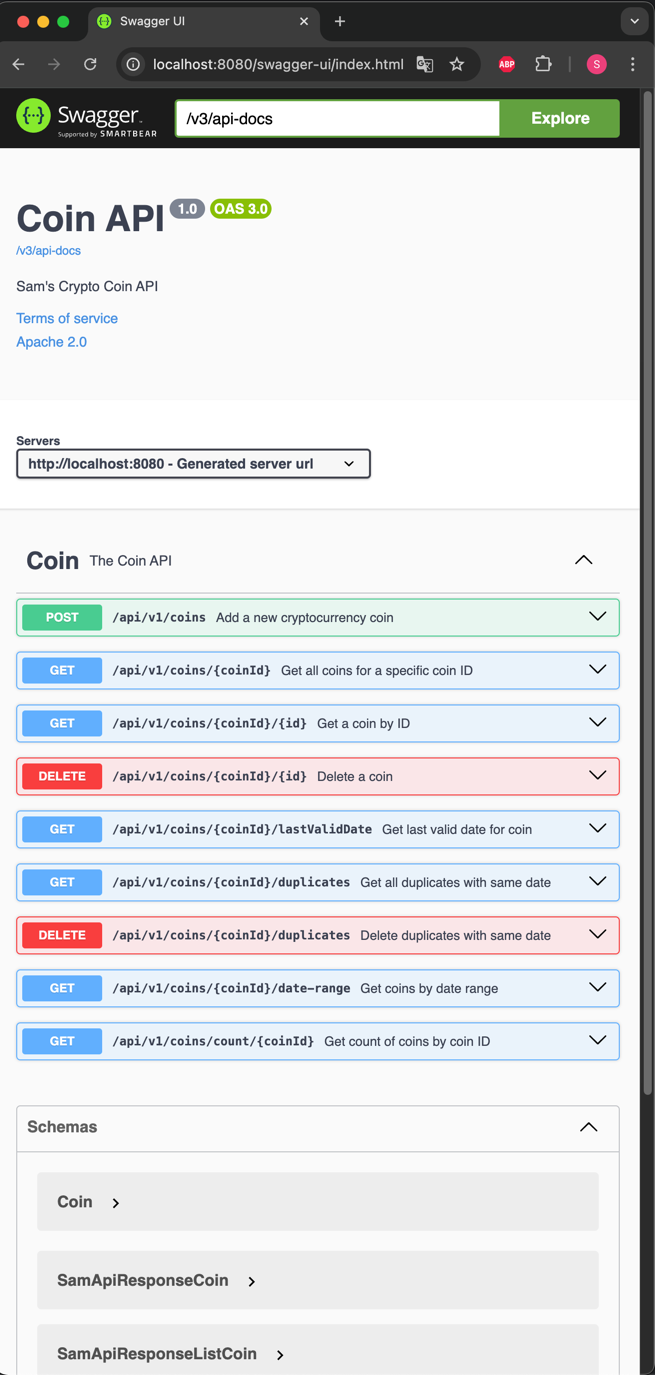 Swagger UI
localhost:8080/swagger-ui/index.html
ABP
S
Swagger™
Supported by SMARTBEAR
/v3/api-docs
Explore
Coin API 1.0 OAS 3.0
/v3/api-docs
Sam's Crypto Coin API
Terms of service
Apache 2.0
Servers
http://localhost:8080 - Generated server url
Coin The Coin API
POST /api/v1/coins Add a new cryptocurrency coin
GET /api/v1/coins/{coinId} Get all coins for a specific coin ID
GET /api/v1/coins/{coinId}/{id} Get a coin by ID
DELETE /api/v1/coins/{coinId}/{id} Delete a coin
GET /api/v1/coins/{coinId}/lastValidDate Get last valid date for coin
GET /api/v1/coins/{coinId}/duplicates Get all duplicates with same date
DELETE /api/v1/coins/{coinId}/duplicates Delete duplicates with same date
GET /api/v1/coins/{coinId}/date-range Get coins by date range
GET /api/v1/coins/count/{coinId} Get count of coins by coin ID
Schemas
Coin
SamApiResponseCoin
SamApiResponseListCoin